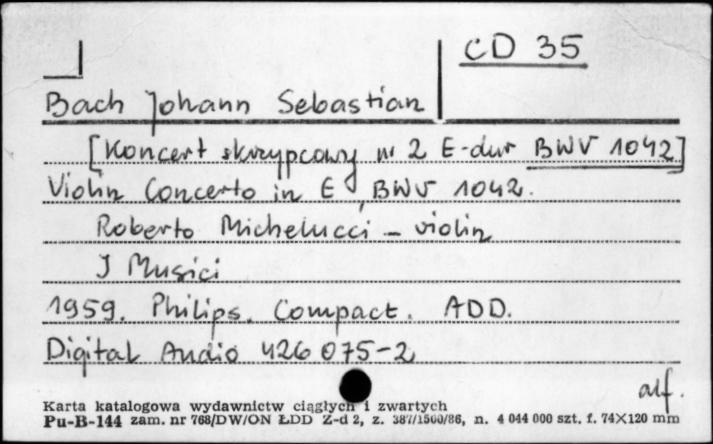 CD 35
Bach Johann Sebastian
[Koncert skrzypcowy nr 2 E-dur BWV 1042]
Violin Concerto in E, BWV 1042.
Roberto Michelucci - violin
I Musici
1959. Philips. Compact. ADD.
Digital Audio 426 075-2
alf.
Karta katalogowa wydawnictw ciągłych i zwartych
Pu-B-144 zam. nr 768/DW/ON ŁDD Z-d 2, z. 387/1500/86, n. 4 044 000 szt. f. 74×120 mm